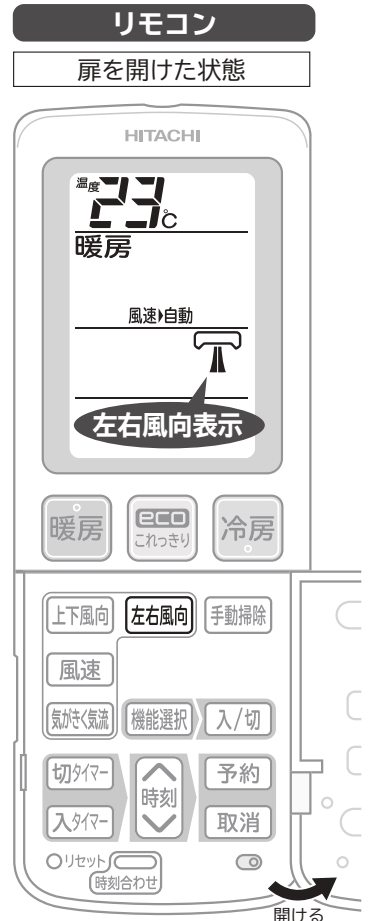 リモコン
扉を開けた状態
HITACHI
温度23℃
暖房
風速▶自動
左右風向表示
暖房 eco これっきり 冷房
上下風向 左右風向 手動掃除
風速
気がきく気流 機能選択 入/切
切タイマー 時刻 予約
入タイマー 取消
リセット
時刻合わせ
開ける